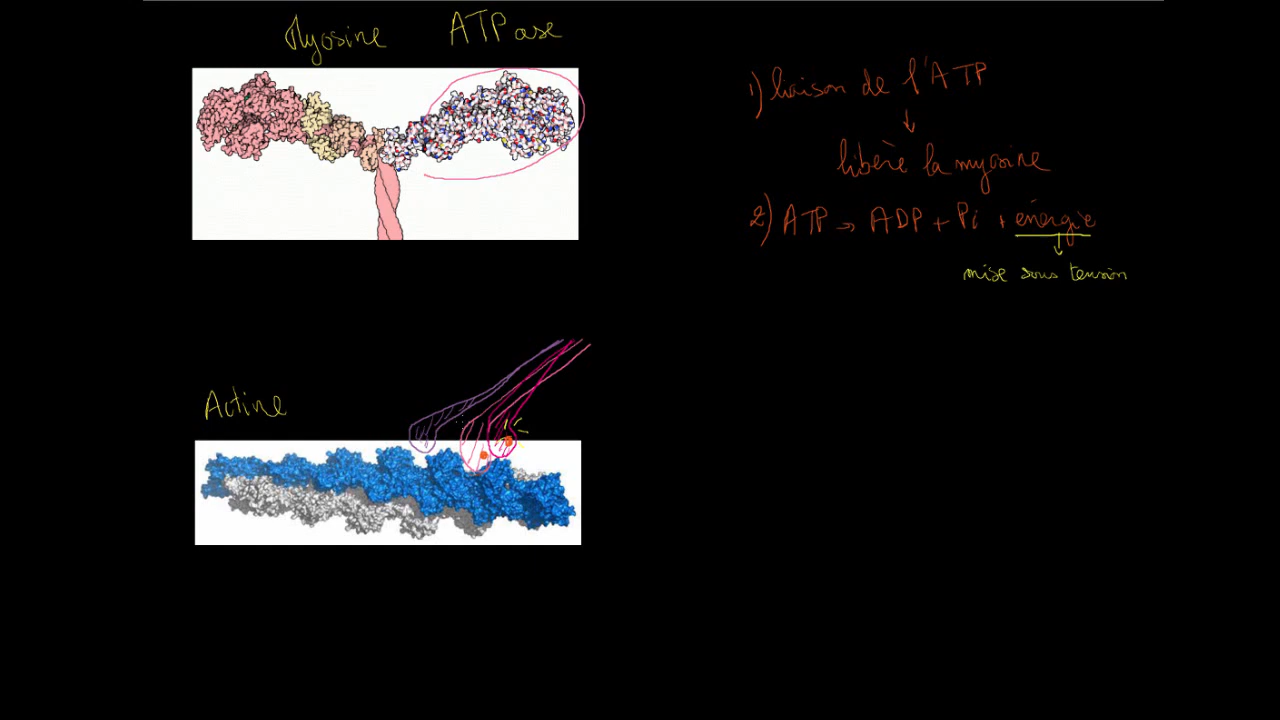 Myosine ATPase
1) liaison de l'ATP
↓
libère la myosine
2) ATP → ADP + Pi + énergie
↓
mise sous tension
Actine